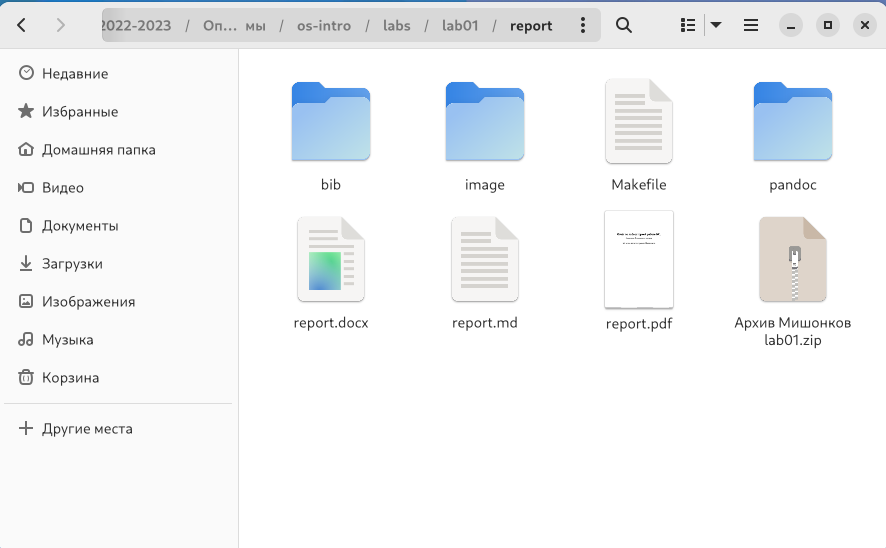 2022-2023 / Оп… мы / os-intro / labs / lab01 / report
Недавние
Избранные
Домашняя папка
Видео
Документы
Загрузки
Изображения
Музыка
Корзина
Другие места
bib
image
Makefile
pandoc
report.docx
report.md
report.pdf
Архив Мишонков
lab01.zip